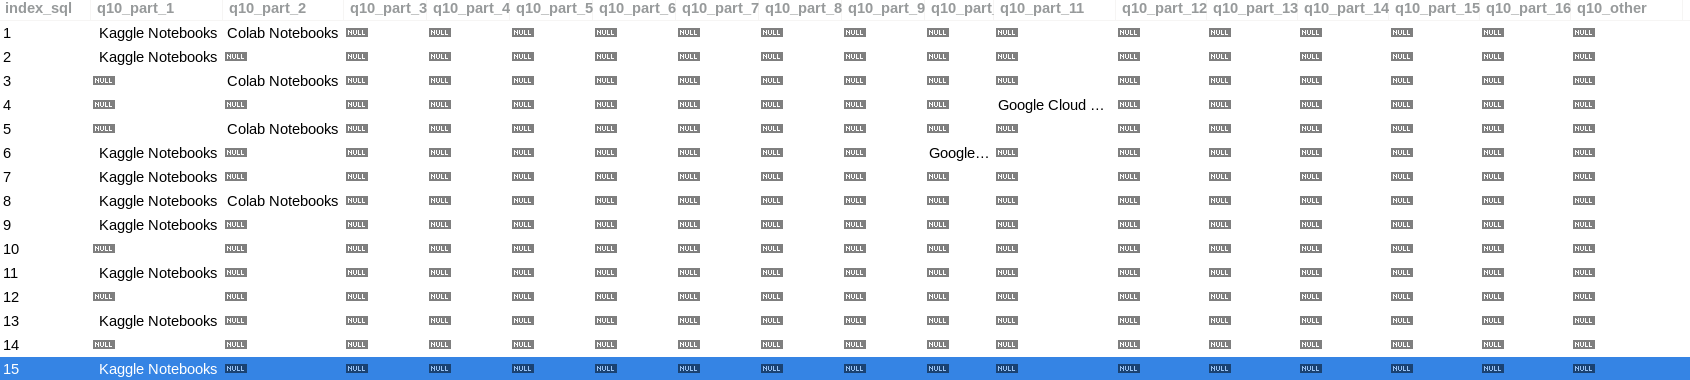 index_sql q10_part_1 q10_part_2 q10_part_3 q10_part_4 q10_part_5 q10_part_6 q10_part_7 q10_part_8 q10_part_9 q10_part_ q10_part_11 q10_part_12 q10_part_13 q10_part_14 q10_part_15 q10_part_16 q10_other
1 Kaggle Notebooks Colab Notebooks NULL NULL NULL NULL NULL NULL NULL NULL NULL NULL NULL NULL NULL NULL NULL
2 Kaggle Notebooks NULL NULL NULL NULL NULL NULL NULL NULL NULL NULL NULL NULL NULL NULL NULL NULL
3 NULL Colab Notebooks NULL NULL NULL NULL NULL NULL NULL NULL NULL NULL NULL NULL NULL NULL NULL
4 NULL NULL NULL NULL NULL NULL NULL NULL NULL NULL Google Cloud ... NULL NULL NULL NULL NULL NULL
5 NULL Colab Notebooks NULL NULL NULL NULL NULL NULL NULL NULL NULL NULL NULL NULL NULL NULL NULL
6 Kaggle Notebooks NULL NULL NULL NULL NULL NULL NULL NULL Google... NULL NULL NULL NULL NULL NULL NULL
7 Kaggle Notebooks NULL NULL NULL NULL NULL NULL NULL NULL NULL NULL NULL NULL NULL NULL NULL NULL
8 Kaggle Notebooks Colab Notebooks NULL NULL NULL NULL NULL NULL NULL NULL NULL NULL NULL NULL NULL NULL NULL
9 Kaggle Notebooks NULL NULL NULL NULL NULL NULL NULL NULL NULL NULL NULL NULL NULL NULL NULL NULL
10 NULL NULL NULL NULL NULL NULL NULL NULL NULL NULL NULL NULL NULL NULL NULL NULL NULL
11 Kaggle Notebooks NULL NULL NULL NULL NULL NULL NULL NULL NULL NULL NULL NULL NULL NULL NULL NULL
12 NULL NULL NULL NULL NULL NULL NULL NULL NULL NULL NULL NULL NULL NULL NULL NULL NULL
13 Kaggle Notebooks NULL NULL NULL NULL NULL NULL NULL NULL NULL NULL NULL NULL NULL NULL NULL NULL
14 NULL NULL NULL NULL NULL NULL NULL NULL NULL NULL NULL NULL NULL NULL NULL NULL NULL
15 Kaggle Notebooks NULL NULL NULL NULL NULL NULL NULL NULL NULL NULL NULL NULL NULL NULL NULL NULL